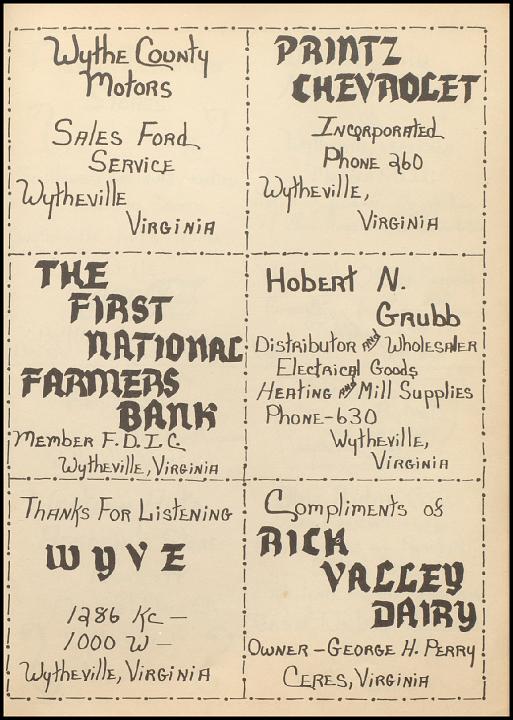 Wythe County
Motors
Sales Ford
Service
Wytheville
Virginia
PRINTZ
CHEVROLET
Incorporated
Phone 260
Wytheville,
Virginia
THE
FIRST
NATIONAL
FARMERS
BANK
Member F.D.I.C
Wytheville, Virginia
Hobert N.
Grubb
Distributor and Wholesaler
Electrical Goods
Heating and Mill Supplies
Phone-630
Wytheville,
Virginia
Thanks For Listening
WYVE
1286 Kc-
1000 W-
Wytheville, Virginia
Compliments of
RICH
VALLEY
DAIRY
Owner-George H. Perry
Ceres, Virginia